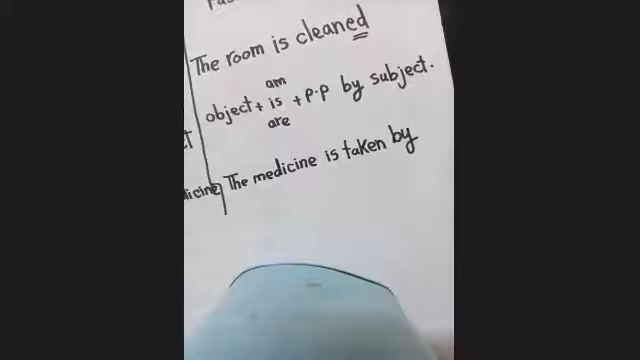 The room is cleaned
am
object + is + p.p by subject.
are
The medicine is taken by